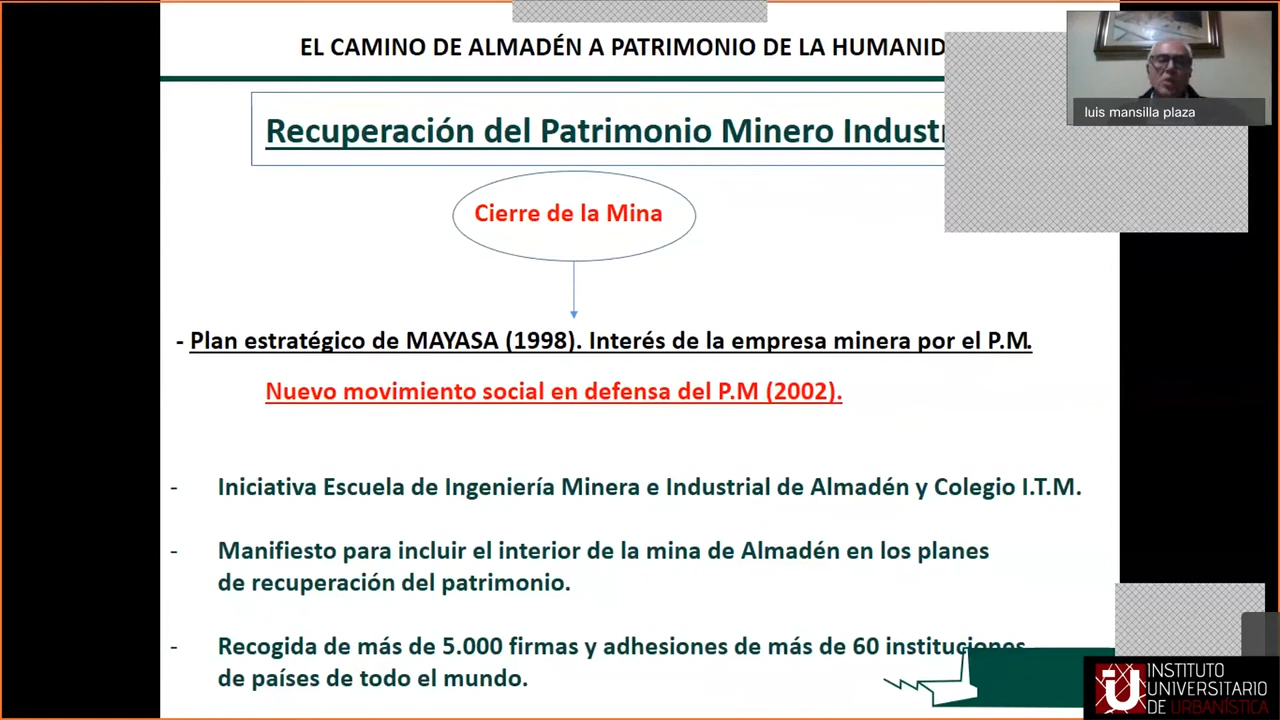 EL CAMINO DE ALMADÉN A PATRIMONIO DE LA
luis mansilla plaza
Recuperación del Patrimonio Minero
Cierre de la Mina
- Plan estratégico de MAYASA (1998). Interés de la empresa minera por el P.M.
Nuevo movimiento social en defensa del P.M (2002).
- Iniciativa Escuela de Ingeniería Minera e Industrial de Almadén y Colegio I.T.M.
- Manifiesto para incluir el interior de la mina de Almadén en los planes
de recuperación del patrimonio.
- Recogida de más de 5.000 firmas y adhesiones de más de 60 instituciones
de países de todo el mundo.
iU INSTITUTO
UNIVERSITARIO
DE URBANÍSTICA